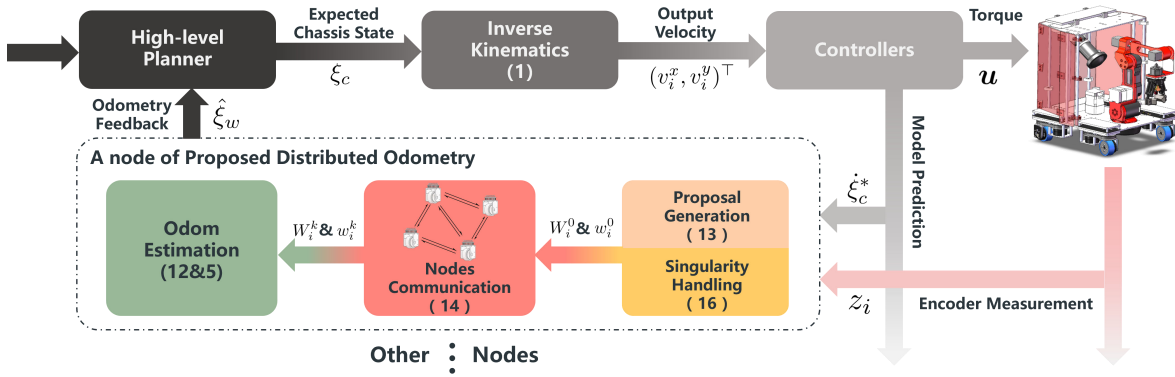 High-level
Planner
Expected
Chassis State
ξ_c
Inverse
Kinematics
(1)
Output
Velocity
(v_i^x, v_i^y)^⊤
Controllers
Torque
u
Odometry
Feedback
ξ̂_w
A node of Proposed Distributed Odometry
Odom
Estimation
(12&5)
W_i^k & w_i^k
Nodes
Communication
( 14 )
W_i^0 & w_i^0
Proposal
Generation
( 13 )
Singularity
Handling
( 16 )
ξ̇_c^*
Model Prediction
z_i
Encoder Measurement
Other ⋮ Nodes